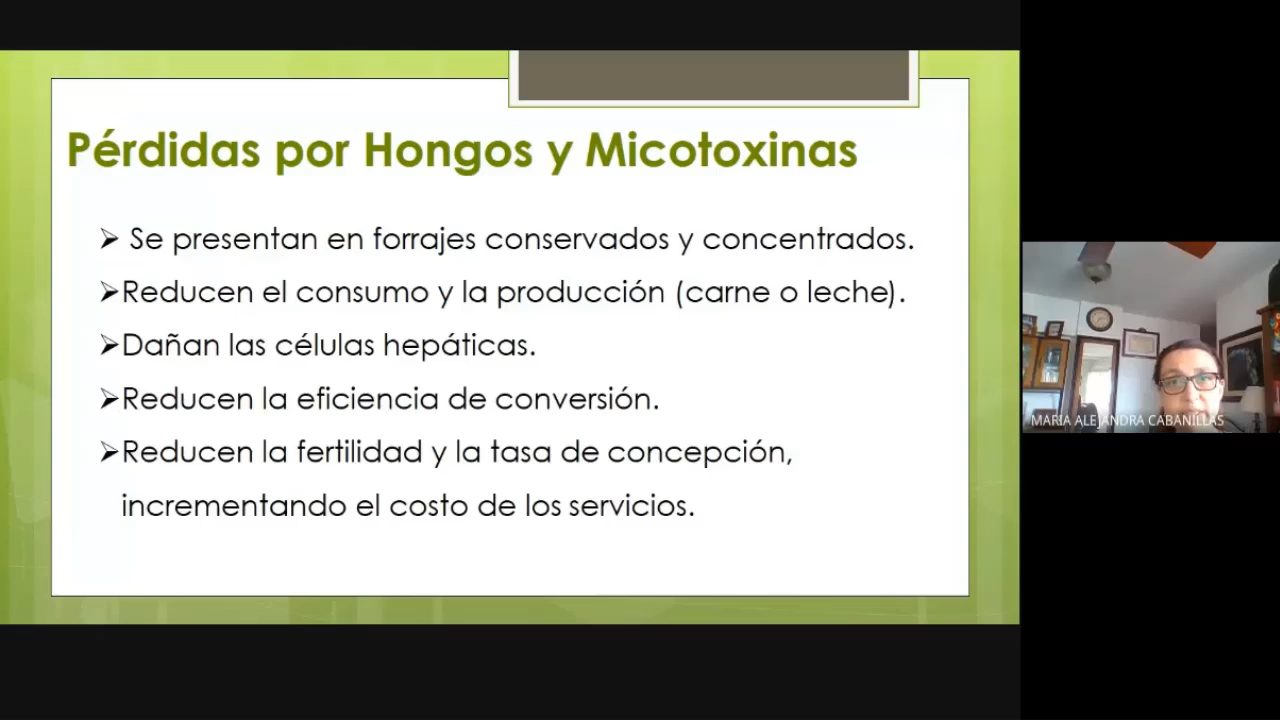 Pérdidas por Hongos y Micotoxinas
➢ Se presentan en forrajes conservados y concentrados.
➢Reducen el consumo y la producción (carne o leche).
➢Dañan las células hepáticas.
➢Reducen la eficiencia de conversión.
➢Reducen la fertilidad y la tasa de concepción,
incrementando el costo de los servicios.
MARIA ALEJANDRA CABANILLAS